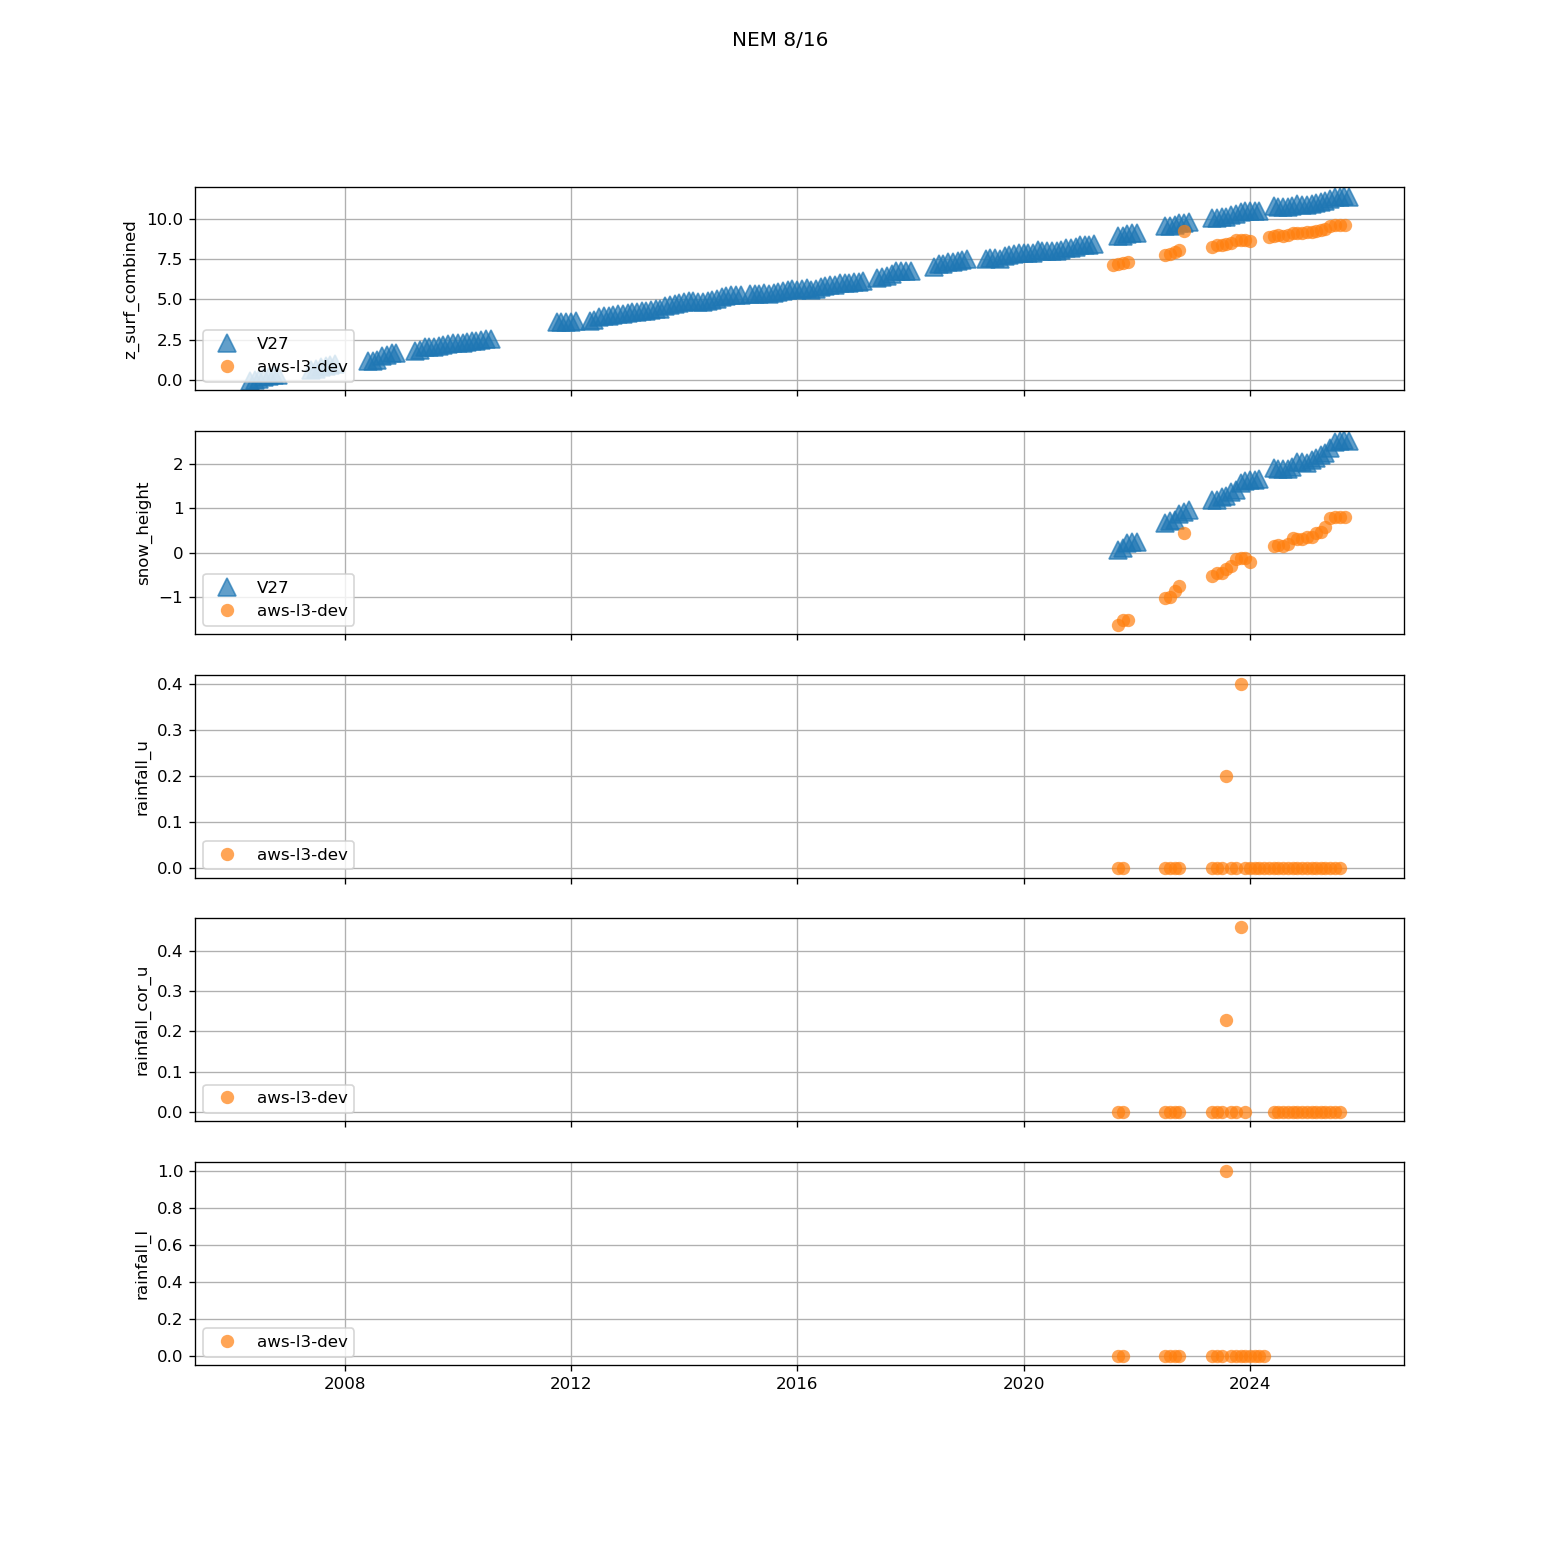 NEM 8/16
z_surf_combined
10.0
7.5
5.0
2.5
0.0
V27
aws-l3-dev
snow_height
2
1
0
−1
V27
aws-l3-dev
rainfall_u
0.4
0.3
0.2
0.1
0.0
aws-l3-dev
rainfall_cor_u
0.4
0.3
0.2
0.1
0.0
aws-l3-dev
rainfall_l
1.0
0.8
0.6
0.4
0.2
0.0
aws-l3-dev
2008 2012 2016 2020 2024